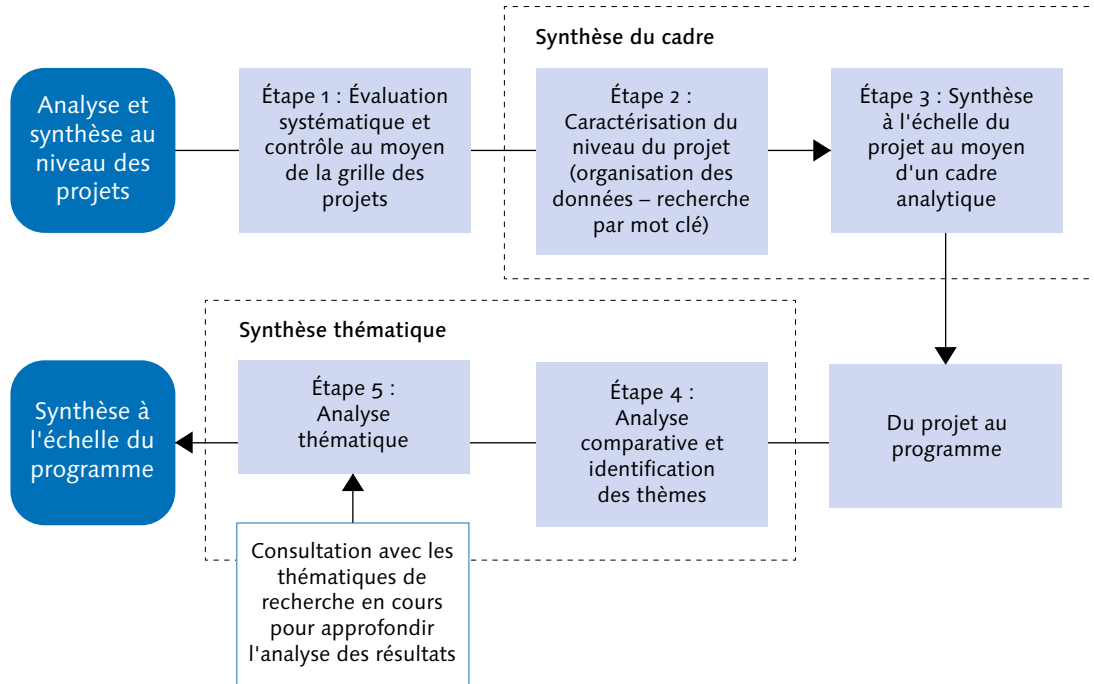 Synthèse du cadre
Analyse et
synthèse au
niveau des
projets
Étape 1 : Évaluation
systématique et
contrôle au moyen
de la grille des
projets
Étape 2 :
Caractérisation du
niveau du projet
(organisation des
données – recherche
par mot clé)
Étape 3 : Synthèse
à l'échelle du
projet au moyen
d'un cadre
analytique
Synthèse thématique
Synthèse à
l'échelle du
programme
Étape 5 :
Analyse
thématique
Étape 4 :
Analyse
comparative et
identification
des thèmes
Du projet au
programme
Consultation avec les
thématiques de
recherche en cours
pour approfondir
l'analyse des résultats